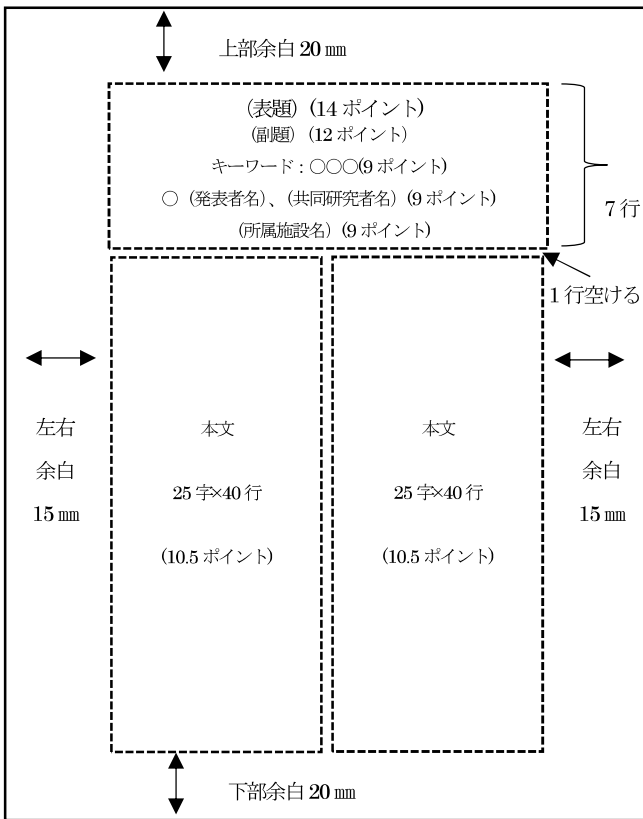 上部余白 20 ㎜
（表題）(14 ポイント)
（副題）(12 ポイント）
キーワード：○○○(9 ポイント)
○（発表者名）、（共同研究者名）(9 ポイント)
（所属施設名）(9 ポイント)
7 行
1 行空ける
左右
余白
15 ㎜
本文
25 字×40 行
(10.5 ポイント)
本文
25 字×40 行
(10.5 ポイント)
左右
余白
15 ㎜
下部余白 20 ㎜